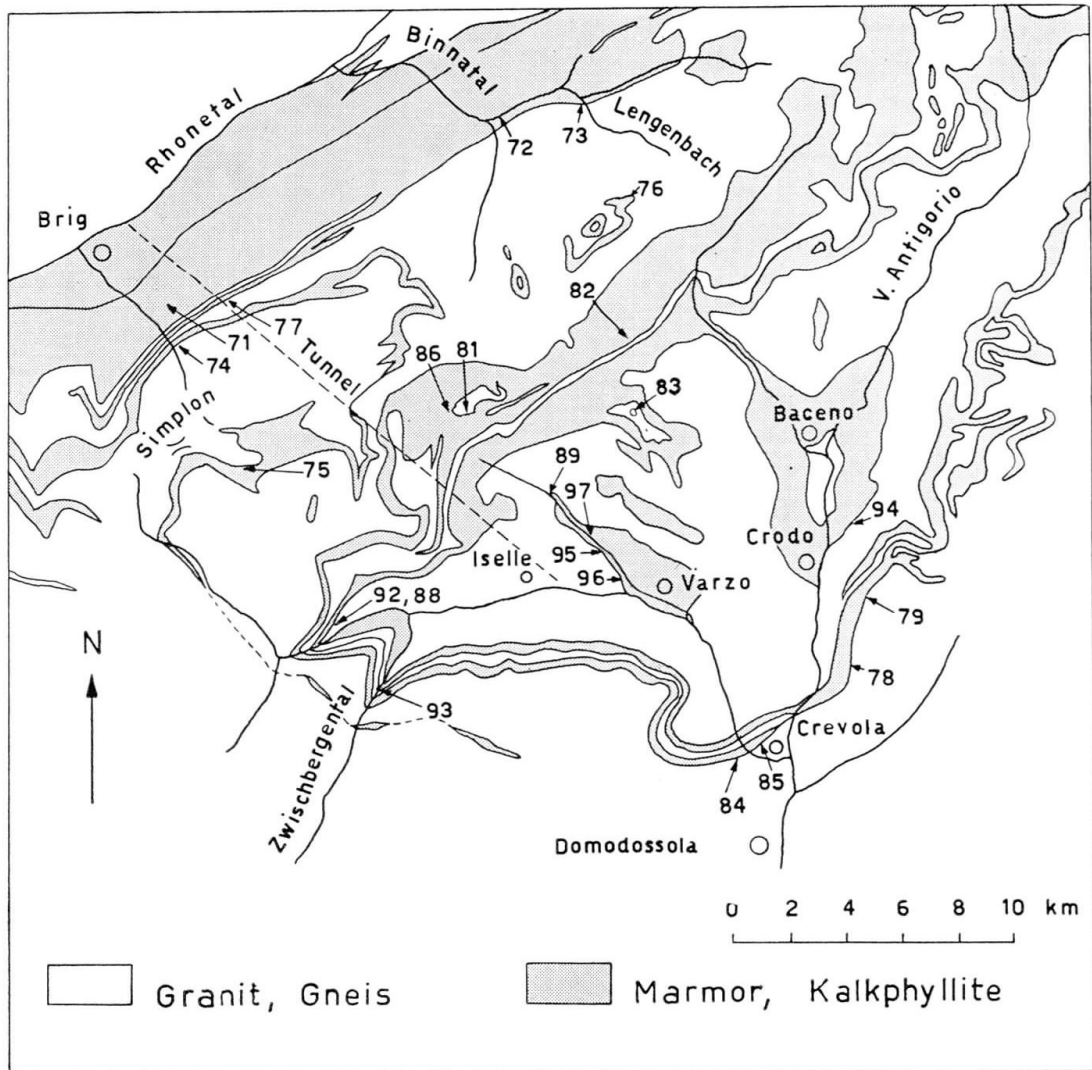 Binnatal
Rhonetal
Lengenbach
72
73
76
Brig
V. Antigorio
82
77
71
74
Tunnel
86
81
83
Simplon
Baceno
75
89
97
94
Crodo
95
Iselle
96
Varzo
92, 88
79
N
78
93
Crevola
85
84
Zwischbergental
Domodossola
0 2 4 6 8 10 km
Granit, Gneis
Marmor, Kalkphyllite